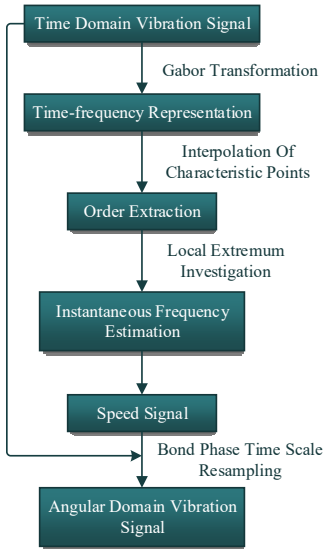 Time Domain Vibration Signal
Gabor Transformation
Time-frequency Representation
Interpolation Of
Characteristic Points
Order Extraction
Local Extremum
Investigation
Instantaneous Frequency
Estimation
Speed Signal
Bond Phase Time Scale
Resampling
Angular Domain Vibration
Signal